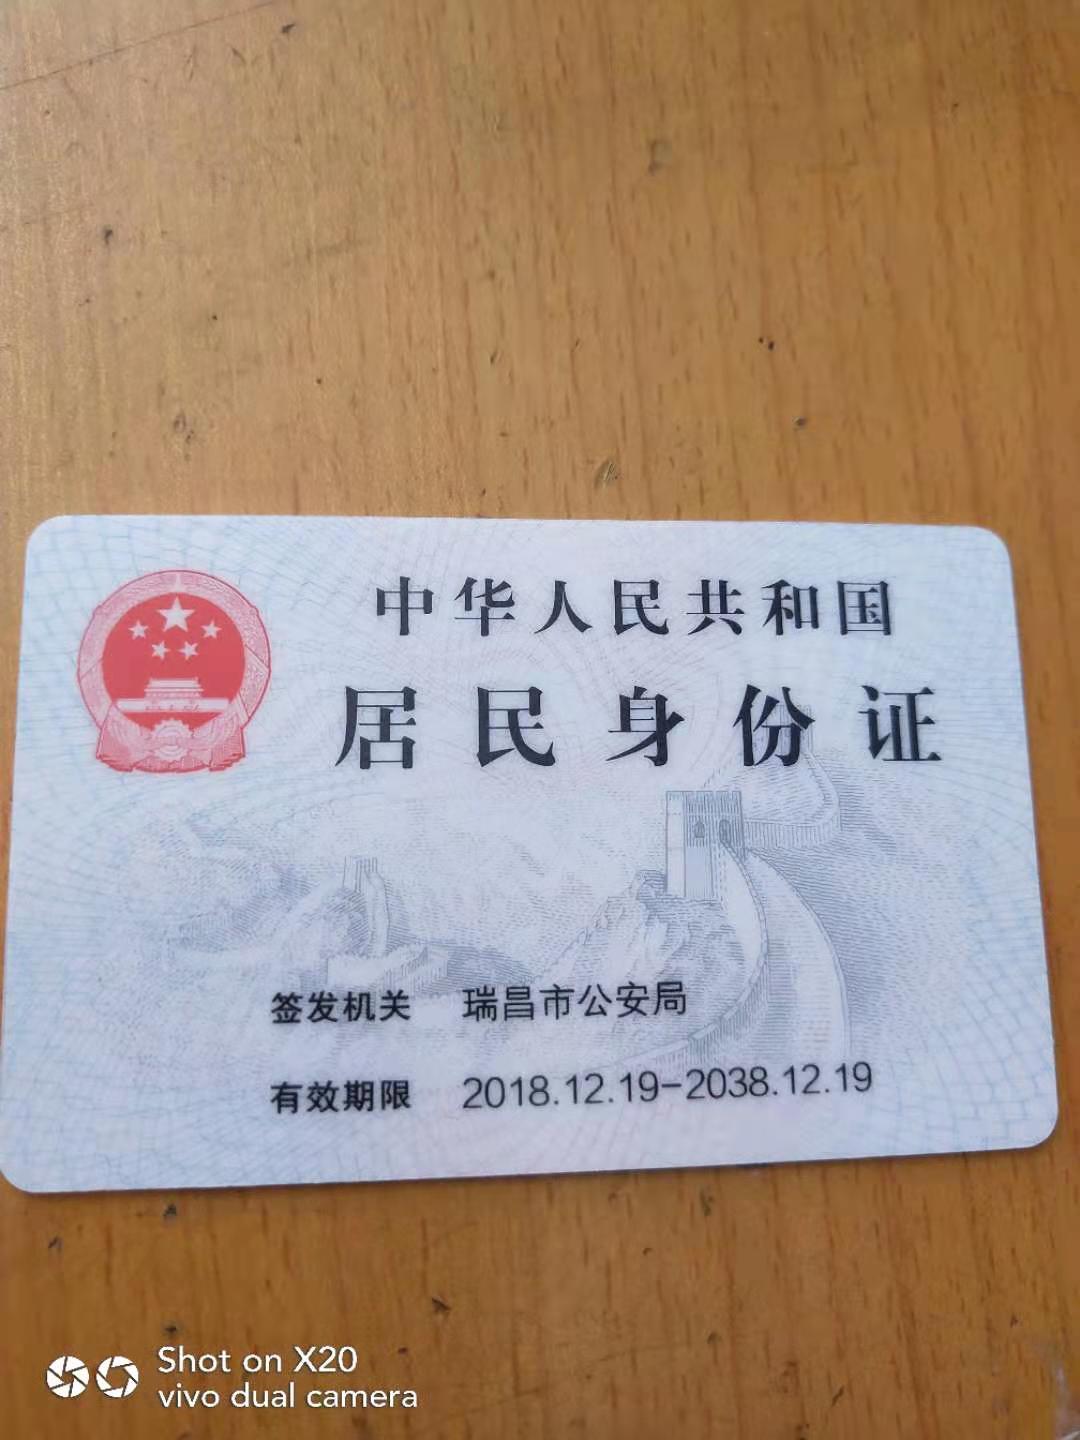 中华人民共和国
居民身份证
签发机关 瑞昌市公安局
有效期限 2018.12.19-2038.12.19
Shot on X20
vivo dual camera